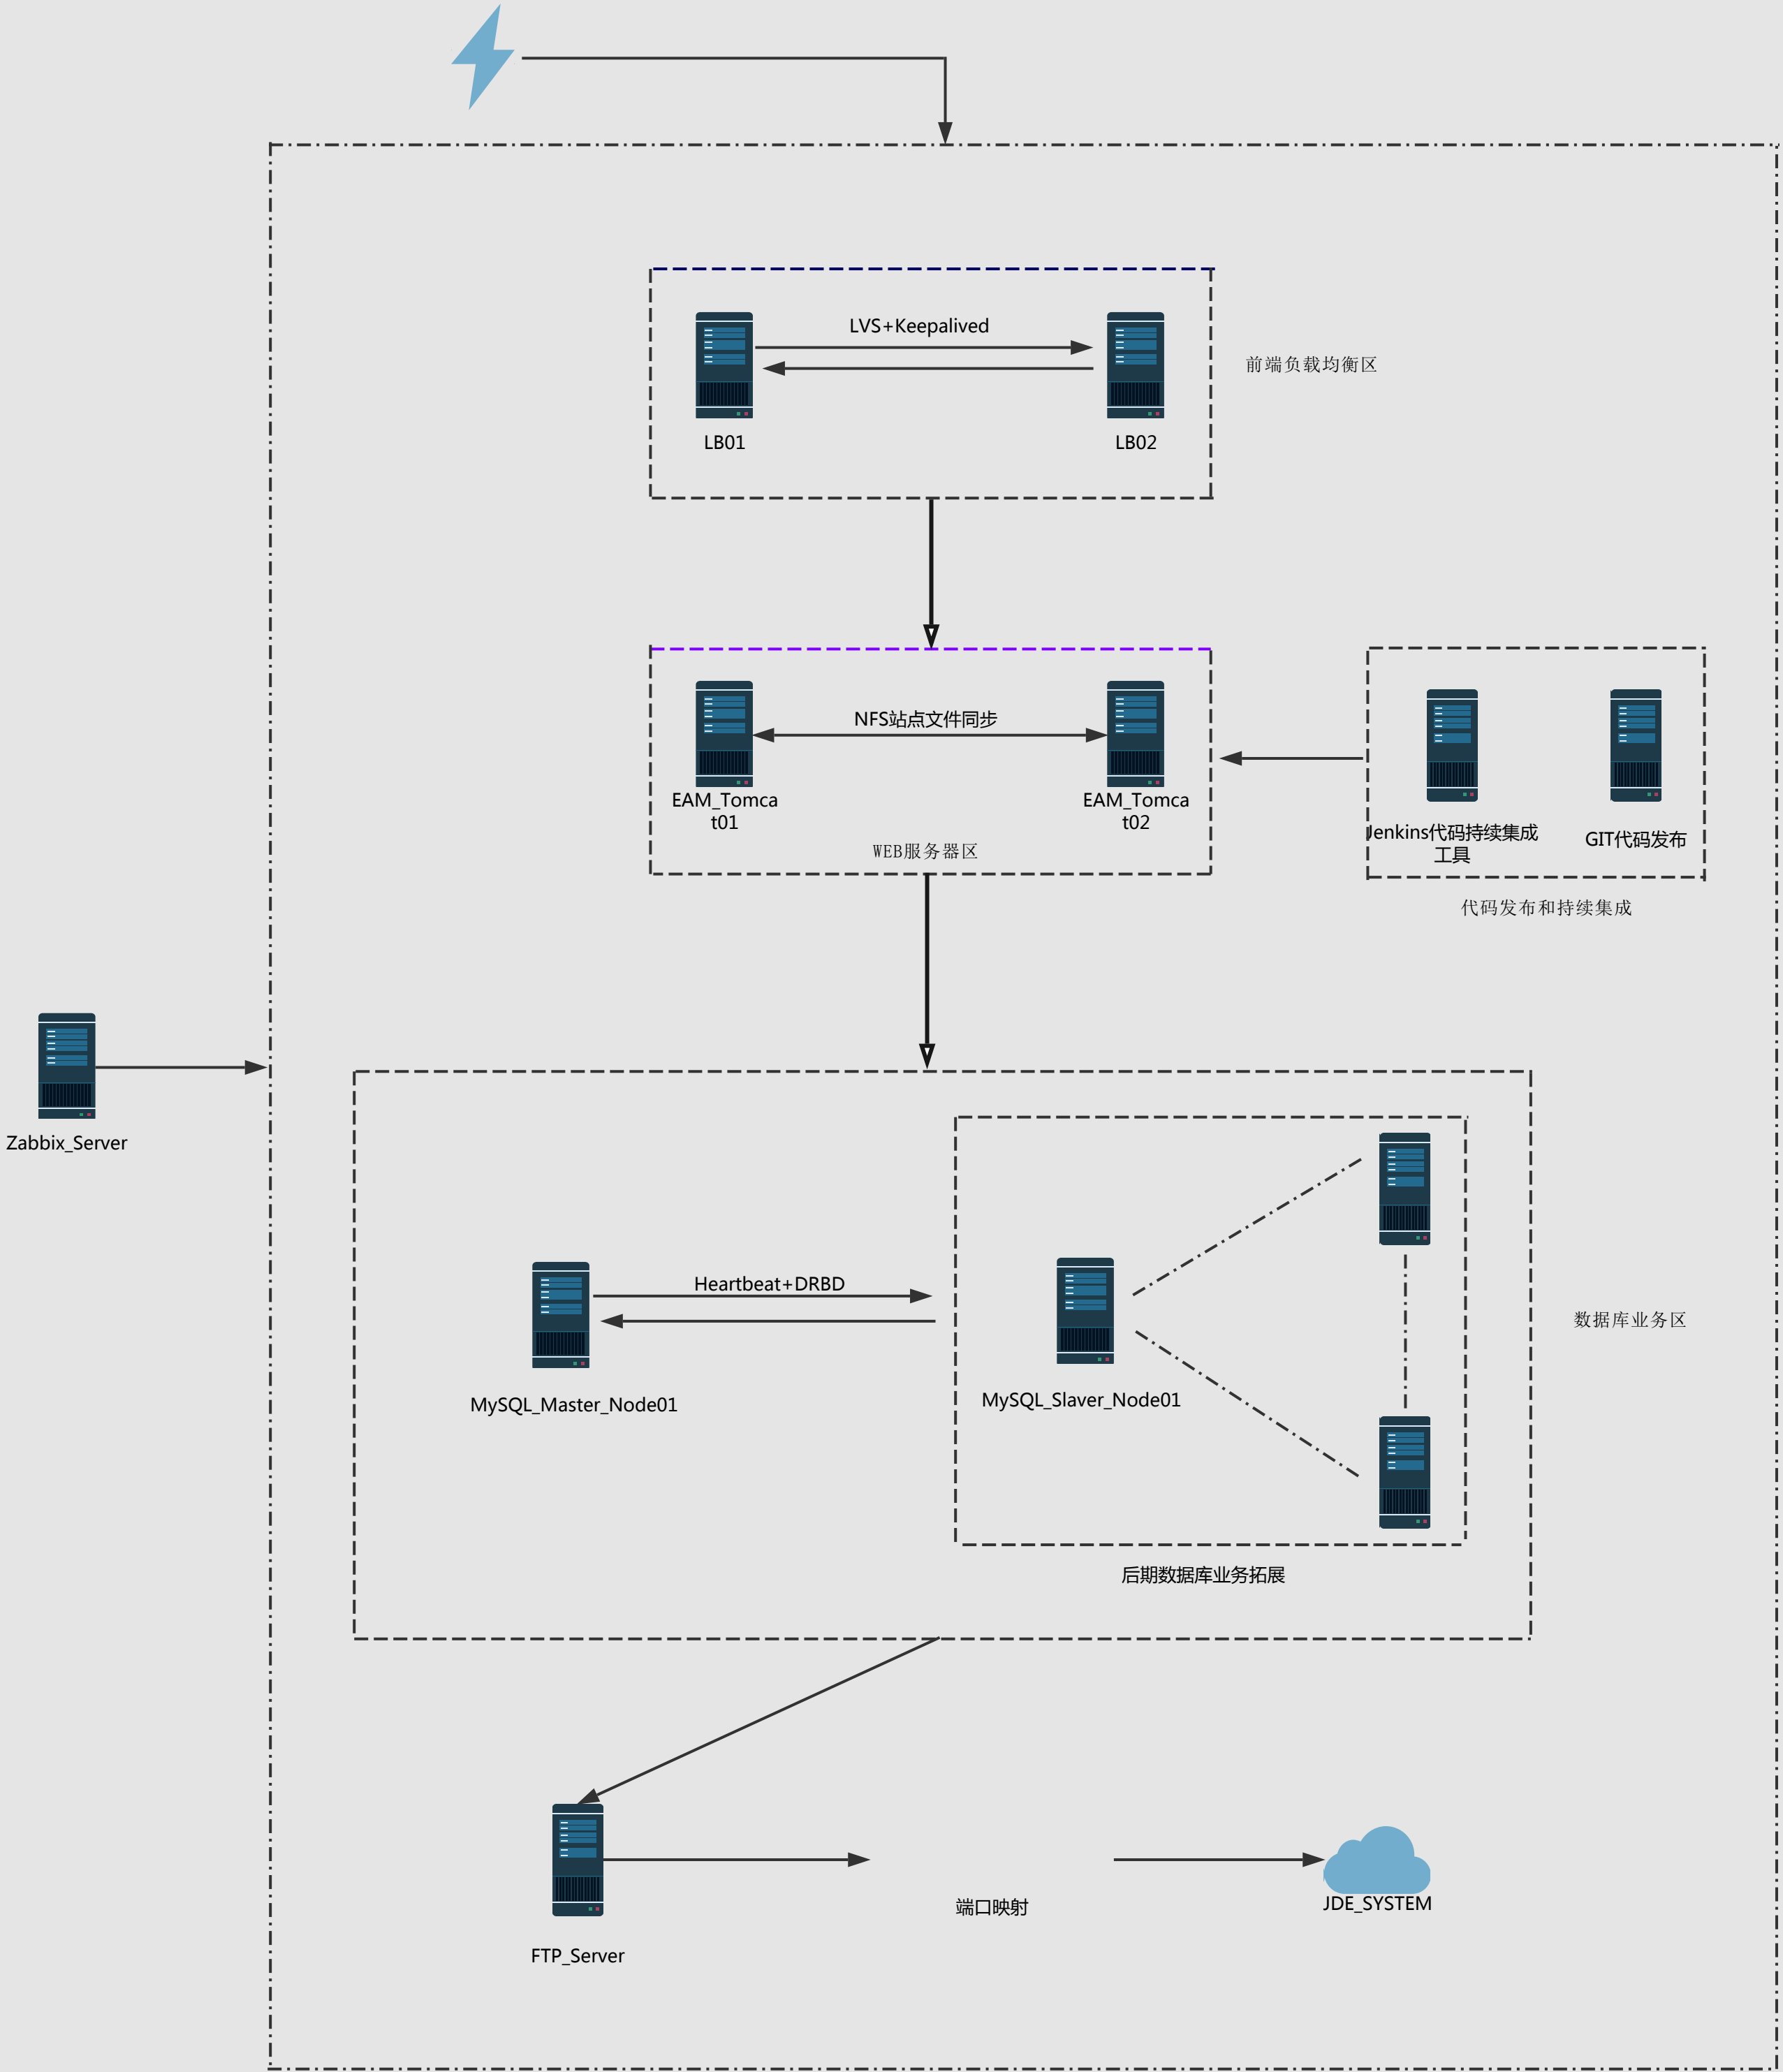 LVS+Keepalived
前端负载均衡区
LB01
LB02
NFS站点文件同步
EAM_Tomca
t01
EAM_Tomca
t02
WEB服务器区
Jenkins代码持续集成
工具
GIT代码发布
代码发布和持续集成
Zabbix_Server
Heartbeat+DRBD
MySQL_Master_Node01
MySQL_Slaver_Node01
数据库业务区
后期数据库业务拓展
端口映射
JDE_SYSTEM
FTP_Server